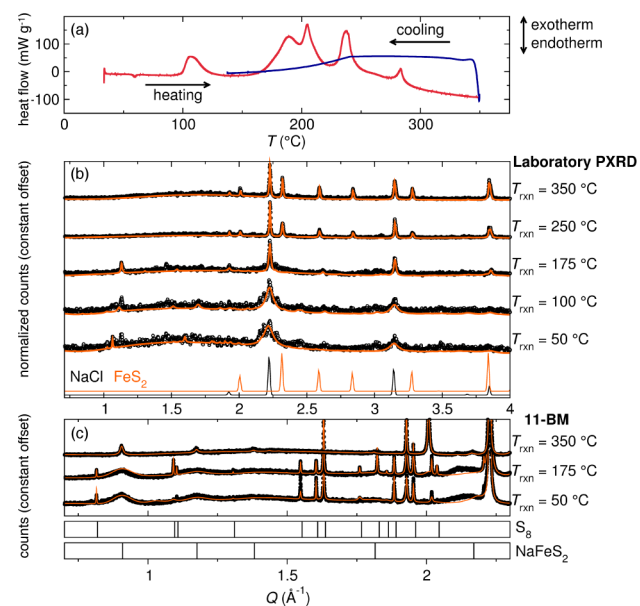 (a)
exotherm
endotherm
cooling
heating
heat flow (mW g⁻¹)
100
0
-100
0 100 200 300
T (°C)
Laboratory PXRD
(b)
normalized counts (constant offset)
T_rxn = 350 °C
T_rxn = 250 °C
T_rxn = 175 °C
T_rxn = 100 °C
T_rxn = 50 °C
NaCl FeS₂
1 1.5 2 2.5 3 3.5 4
11-BM
(c)
counts (constant offset)
T_rxn = 350 °C
T_rxn = 175 °C
T_rxn = 50 °C
S₈
NaFeS₂
1 1.5 2
Q (Å⁻¹)